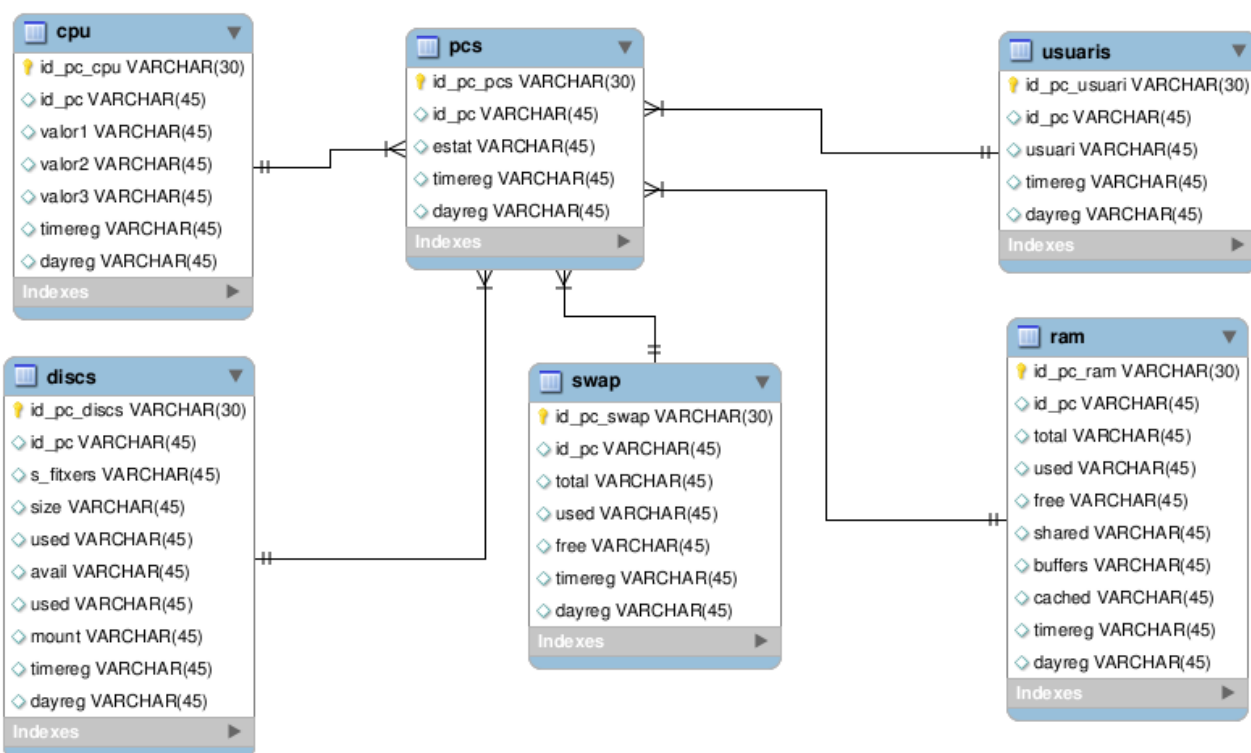 cpu
id_pc_cpu VARCHAR(30)
id_pc VARCHAR(45)
valor1 VARCHAR(45)
valor2 VARCHAR(45)
valor3 VARCHAR(45)
timereg VARCHAR(45)
dayreg VARCHAR(45)
Indexes
pcs
id_pc_pcs VARCHAR(30)
id_pc VARCHAR(45)
estat VARCHAR(45)
timereg VARCHAR(45)
dayreg VARCHAR(45)
Indexes
usuaris
id_pc_usuari VARCHAR(30)
id_pc VARCHAR(45)
usuari VARCHAR(45)
timereg VARCHAR(45)
dayreg VARCHAR(45)
Indexes
discs
id_pc_discs VARCHAR(30)
id_pc VARCHAR(45)
s_fitxers VARCHAR(45)
size VARCHAR(45)
used VARCHAR(45)
avail VARCHAR(45)
used VARCHAR(45)
mount VARCHAR(45)
timereg VARCHAR(45)
dayreg VARCHAR(45)
Indexes
swap
id_pc_swap VARCHAR(30)
id_pc VARCHAR(45)
total VARCHAR(45)
used VARCHAR(45)
free VARCHAR(45)
timereg VARCHAR(45)
dayreg VARCHAR(45)
Indexes
ram
id_pc_ram VARCHAR(30)
id_pc VARCHAR(45)
total VARCHAR(45)
used VARCHAR(45)
free VARCHAR(45)
shared VARCHAR(45)
buffers VARCHAR(45)
cached VARCHAR(45)
timereg VARCHAR(45)
dayreg VARCHAR(45)
Indexes